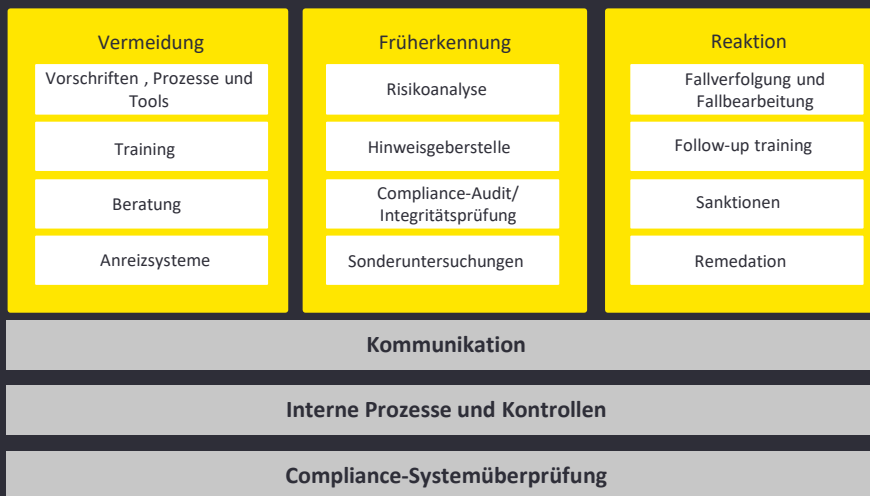 Vermeidung
Vorschriften , Prozesse und
Tools
Training
Beratung
Anreizsysteme
Früherkennung
Risikoanalyse
Hinweisgeberstelle
Compliance-Audit/
Integritätsprüfung
Sonderuntersuchungen
Reaktion
Fallverfolgung und
Fallbearbeitung
Follow-up training
Sanktionen
Remedation
Kommunikation
Interne Prozesse und Kontrollen
Compliance-Systemüberprüfung